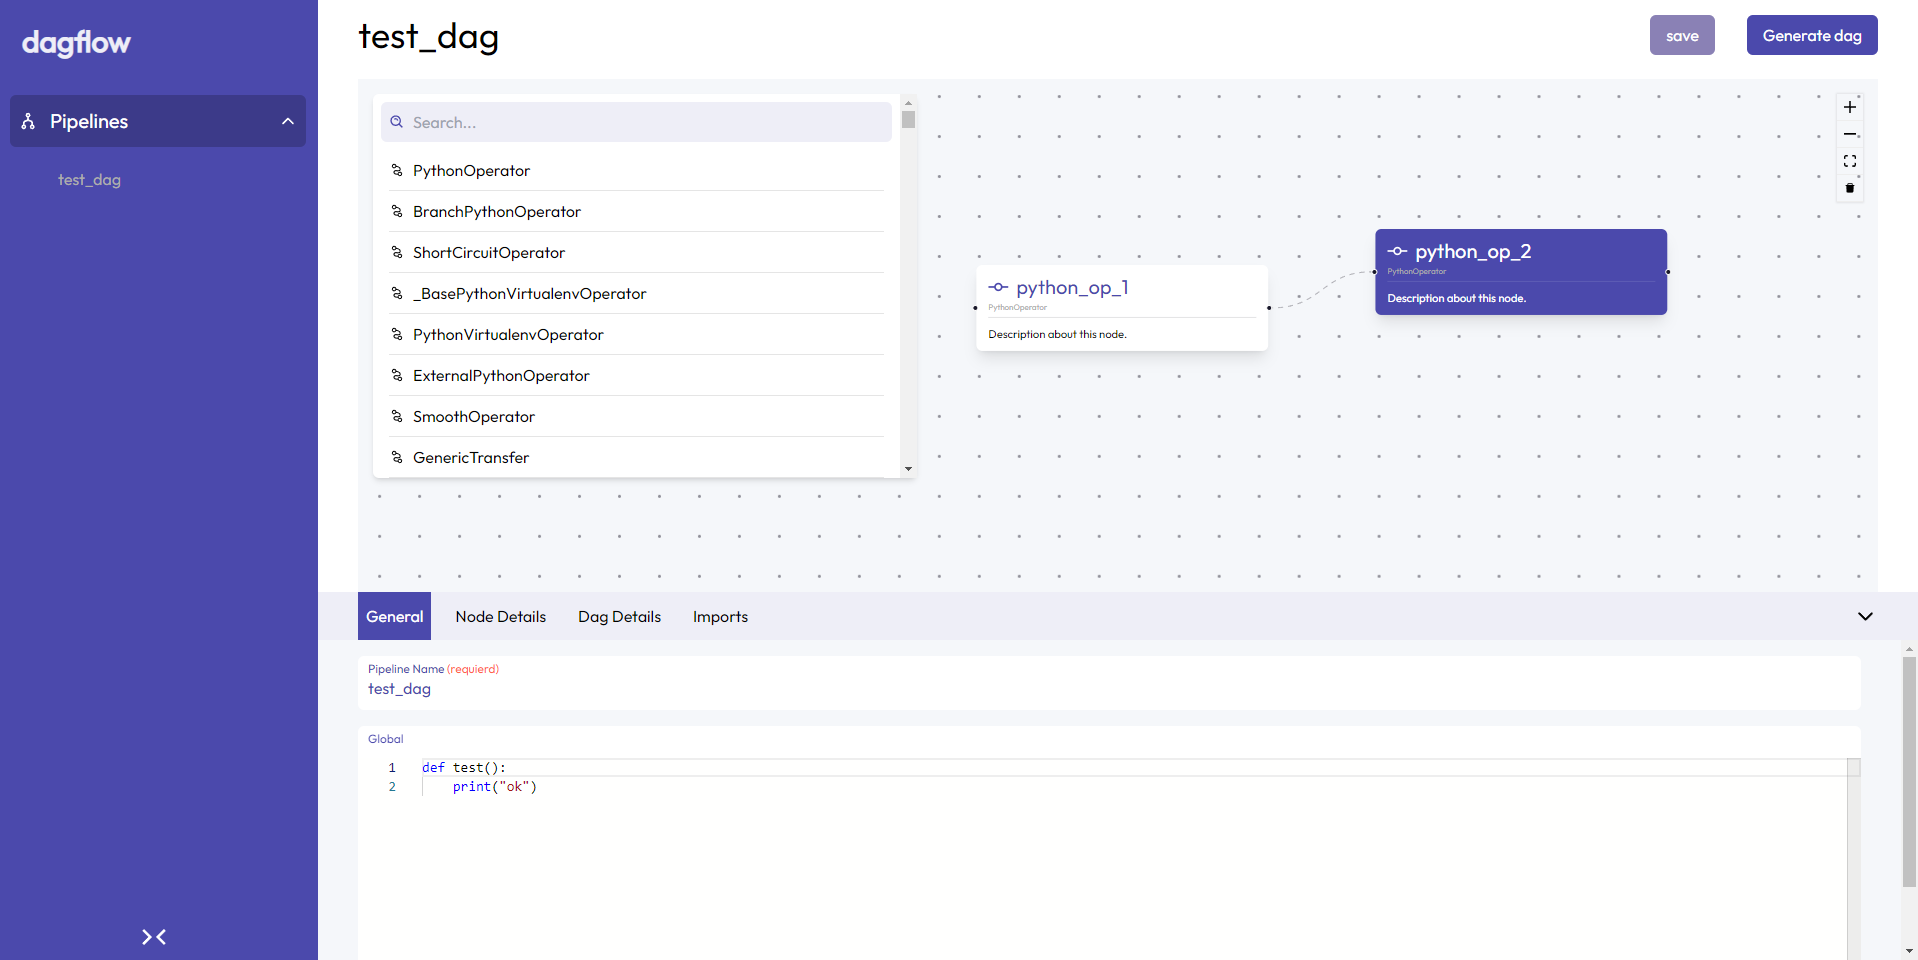 dagflow
Pipelines
test_dag
test_dag
save
Generate dag
Search...
PythonOperator
BranchPythonOperator
ShortCircuitOperator
_BasePythonVirtualenvOperator
PythonVirtualenvOperator
ExternalPythonOperator
SmoothOperator
GenericTransfer
python_op_1
PythonOperator
Description about this node.
python_op_2
PythonOperator
Description about this node.
General
Node Details
Dag Details
Imports
Pipeline Name (requierd)
test_dag
Global
1 def test():
2 print("ok")